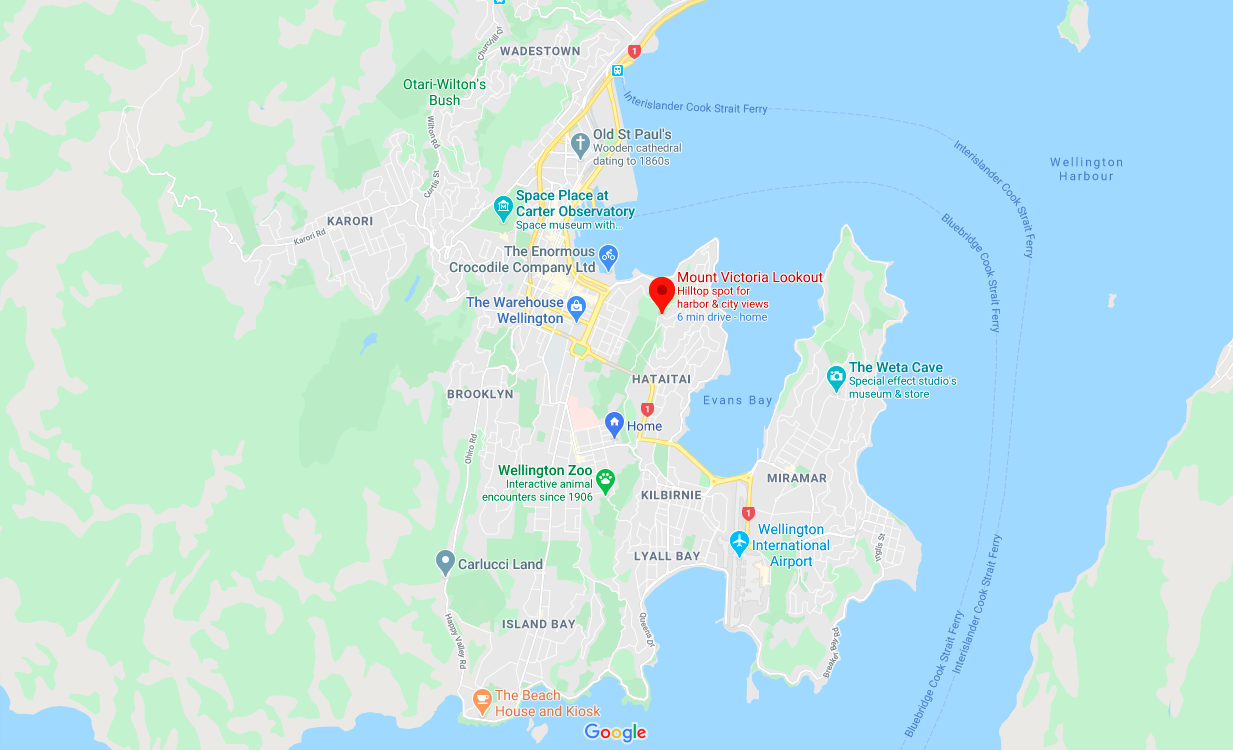 WADESTOWN
Churchill Dr
1
Otari-Wilton's
Bush
Interislander Cook Strait Ferry
Wilton Rd
Old St Paul's
Wooden cathedral
dating to 1860s
Interislander Cook Strait Ferry
Wellington
Harbour
Curtis St
Space Place at
Carter Observatory
Space museum with...
KARORI
Karori Rd
Bluebridge Cook Strait Ferry
The Enormous
Crocodile Company Ltd
Mount Victoria Lookout
Hilltop spot for
harbor & city views
6 min drive - home
The Warehouse
Wellington
The Weta Cave
Special effect studio's
museum & store
HATAITAI
BROOKLYN
Evans Bay
1
Home
Ohiro Rd
Wellington Zoo
Interactive animal
encounters since 1906
MIRAMAR
KILBIRNIE
1
Wellington
International
Airport
Inglis St
LYALL BAY
Carlucci Land
Interislander Cook Strait Ferry
Bluebridge Cook Strait Ferry
ISLAND BAY
Happy Valley Rd
Queens Dr
Breaker Bay Rd
The Beach
House and Kiosk
Google